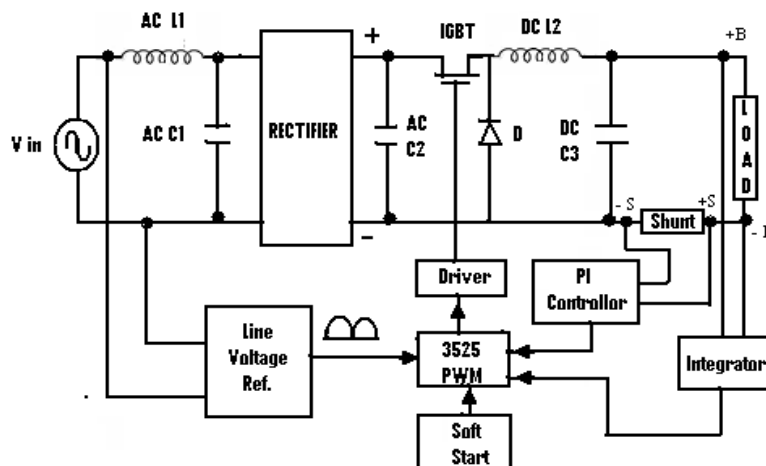 AC L1
IGBT
DC L2
+B
+
V in
AC C1
RECTIFIER
AC
C2
D
DC
C3
LOAD
- S
+S
Shunt
-
Driver
PI
Controller
Line
Voltage
Ref.
3525
PWM
Integrator
Soft
Start